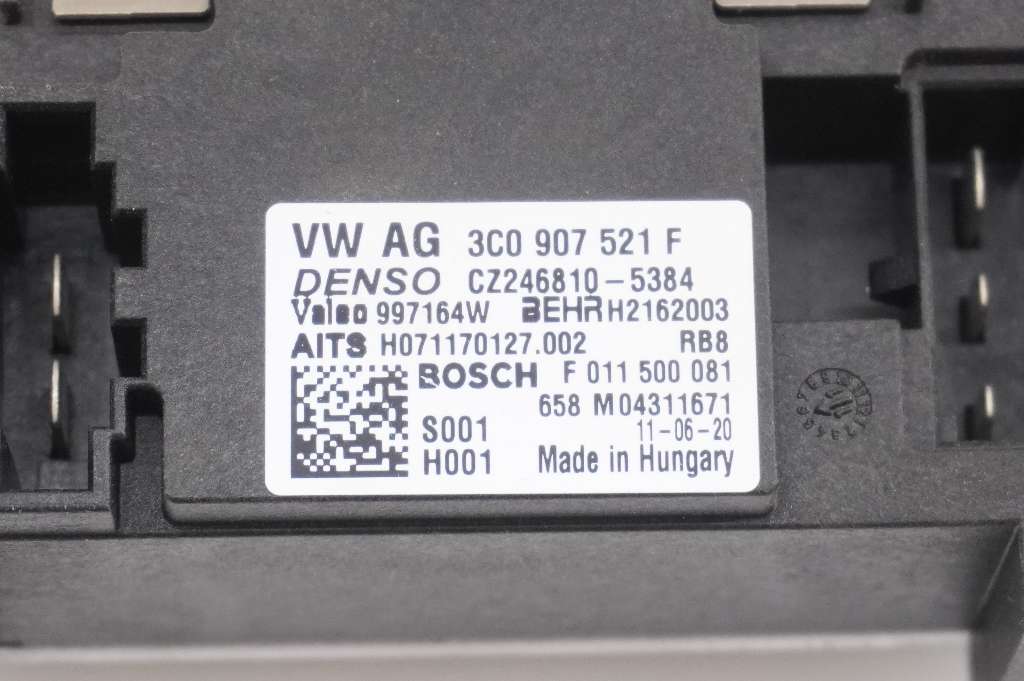 VW AG 3C0 907 521 F
DENSO CZ246810-5384
Valeo 997164W BEHR H2162003
AITS H071170127.002 RB8
BOSCH F 011 500 081
658 M04311671
S001 11-06-20
H001 Made in Hungary